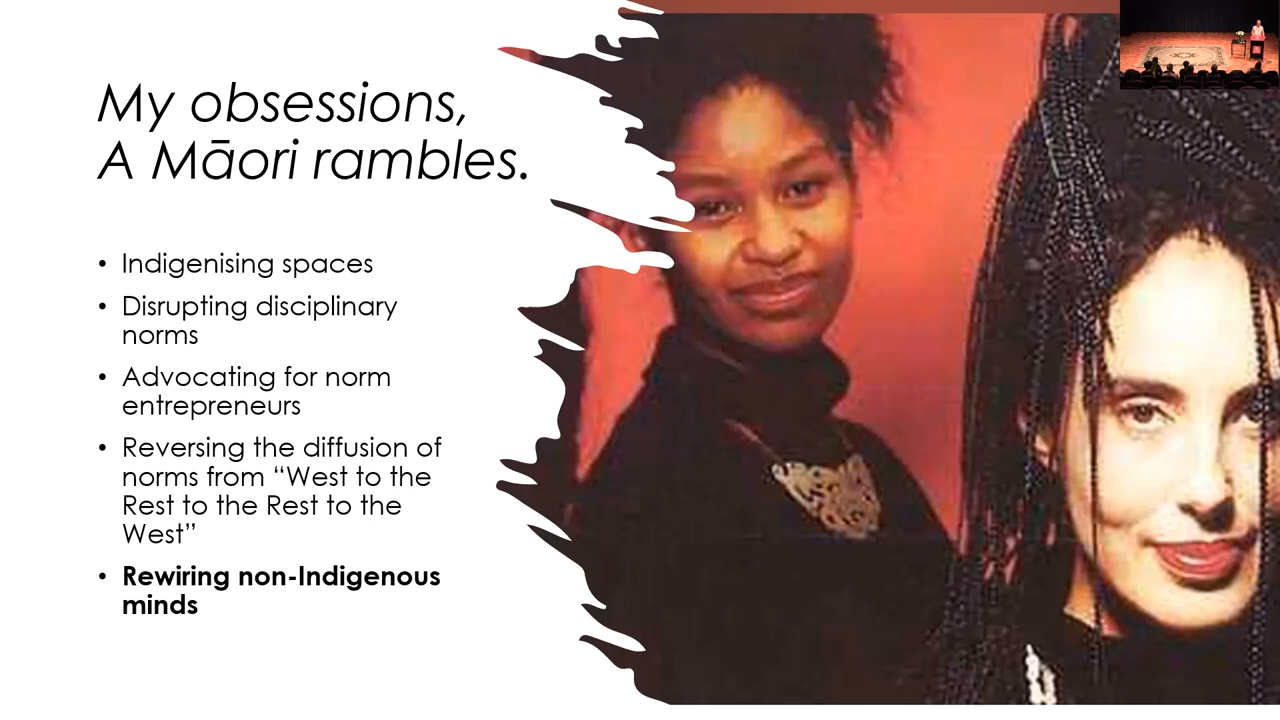 My obsessions,
A Māori rambles.
• Indigenising spaces
• Disrupting disciplinary
norms
• Advocating for norm
entrepreneurs
• Reversing the diffusion of
norms from “West to the
Rest to the Rest to the
West”
• Rewiring non-Indigenous
minds